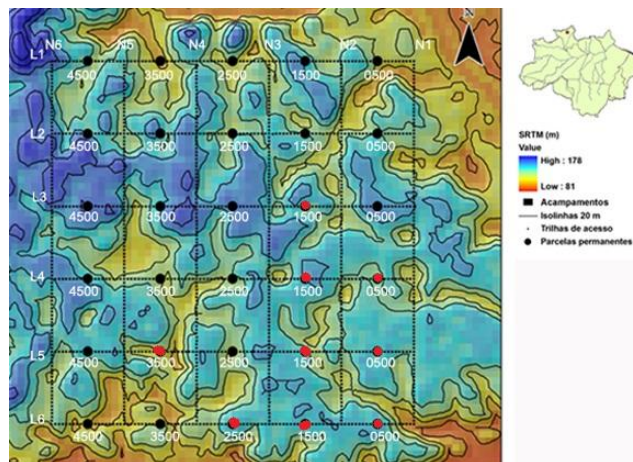 N
L1 N6 N5 N4 N3 N2 N1
4500 3500 2500 1500 0500
L2
4500 3500 2500 1500 0500
L3
4500 3500 2500 1500 0500
L4
4500 3500 2500 1500 0500
L5
4500 3500 2500 1500 0500
L6
4500 3500 2500 1500 0500
SRTM (m)
Value
High : 178
Low : 81
Acampamentos
Isolinhas 20 m
Trilhas de acesso
Parcelas permanentes